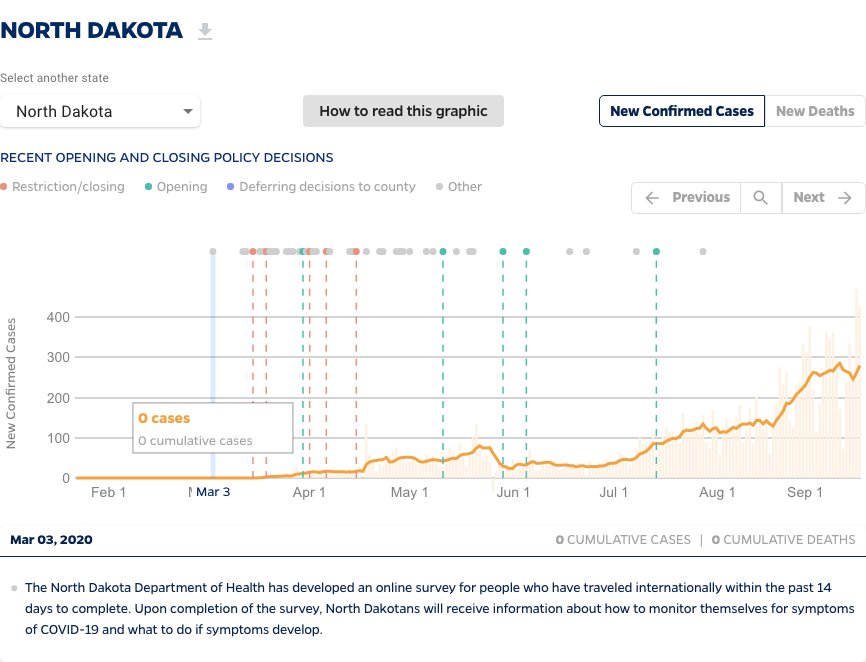 NORTH DAKOTA
Select another state
North Dakota
How to read this graphic
New Confirmed Cases
New Deaths
RECENT OPENING AND CLOSING POLICY DECISIONS
Restriction/closing
Opening
Deferring decisions to county
Other
Previous
Next
New Confirmed Cases
400
300
200
100
0
0 cases
0 cumulative cases
Feb 1
Mar 3
Apr 1
May 1
Jun 1
Jul 1
Aug 1
Sep 1
Mar 03, 2020
0 CUMULATIVE CASES | 0 CUMULATIVE DEATHS
The North Dakota Department of Health has developed an online survey for people who have traveled internationally within the past 14
days to complete. Upon completion of the survey, North Dakotans will receive information about how to monitor themselves for symptoms
of COVID-19 and what to do if symptoms develop.